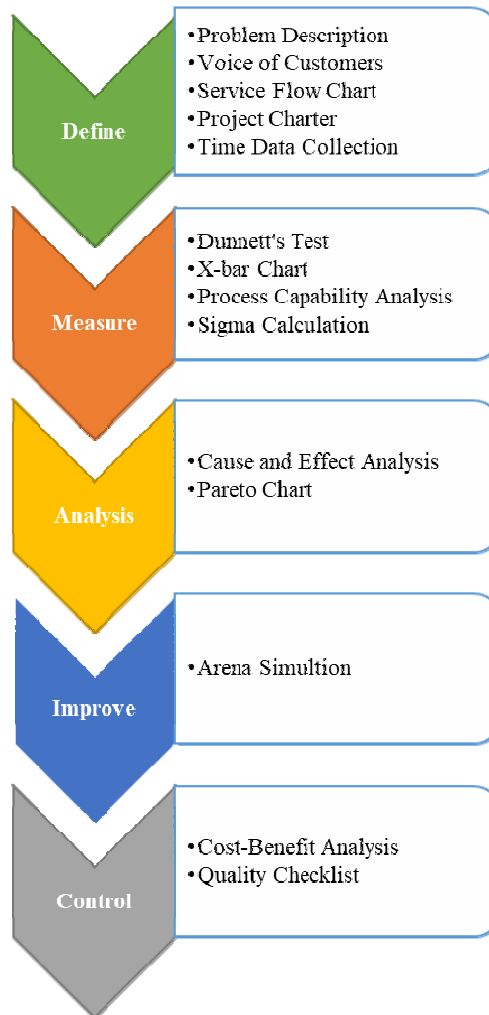 Define
•Problem Description
•Voice of Customers
•Service Flow Chart
•Project Charter
•Time Data Collection
Measure
•Dunnett's Test
•X-bar Chart
•Process Capability Analysis
•Sigma Calculation
Analysis
•Cause and Effect Analysis
•Pareto Chart
Improve
•Arena Simultion
Control
•Cost-Benefit Analysis
•Quality Checklist